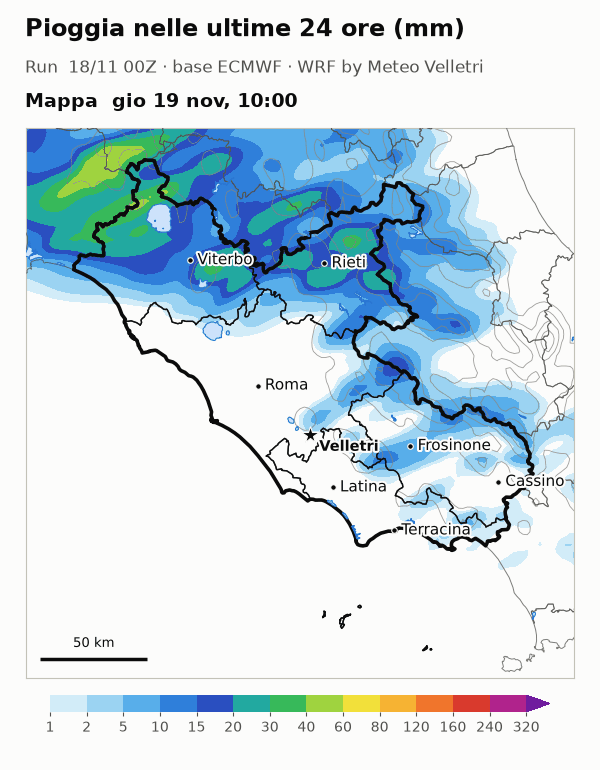 Pioggia nelle ultime 24 ore (mm)
Run 18/11 00Z · base ECMWF · WRF by Meteo Velletri
Mappa gio 19 nov, 10:00
Viterbo
Rieti
Roma
Velletri
Frosinone
Cassino
Latina
Terracina
50 km
1 2 5 10 15 20 30 40 60 80 120 160 240 320